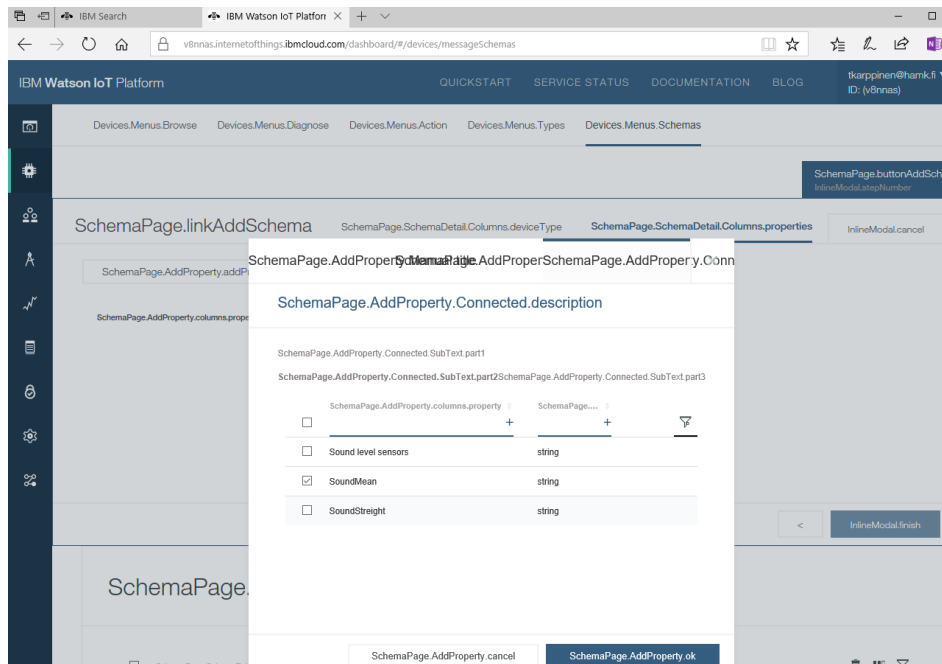 IBM Search
IBM Watson IoT Platforr
v8nnas.internetofthings.ibmcloud.com/dashboard/#/devices/messageSchemas
IBM Watson IoT Platform
QUICKSTART SERVICE STATUS DOCUMENTATION BLOG
tkarppinen@hamk.fi
ID: (v8nnas)
Devices.Menus.Browse Devices.Menus.Diagnose Devices.Menus.Action Devices.Menus.Types Devices.Menus.Schemas
SchemaPage.buttonAddSch
InlineModal.stepNumber
SchemaPage.linkAddSchema SchemaPage.SchemaDetail.Columns.deviceType SchemaPage.SchemaDetail.Columns.properties InlineModal.cancel
SchemaPage.AddProperty.addP
SchemaPage.AddProperty.columns.prope
SchemaPage.AddProperty.Conn
SchemaPage.AddProperty.Connected.description
SchemaPage.AddProperty.Connected.SubText.part1
SchemaPage.AddProperty.Connected.SubText.part2SchemaPage.AddProperty.Connected.SubText.part3
SchemaPage.AddProperty.columns.property SchemaPage....
Sound level sensors string
SoundMean string
SoundStreight string
< InlineModal.finish
SchemaPage.
SchemaPage.AddProperty.cancel SchemaPage.AddProperty.ok